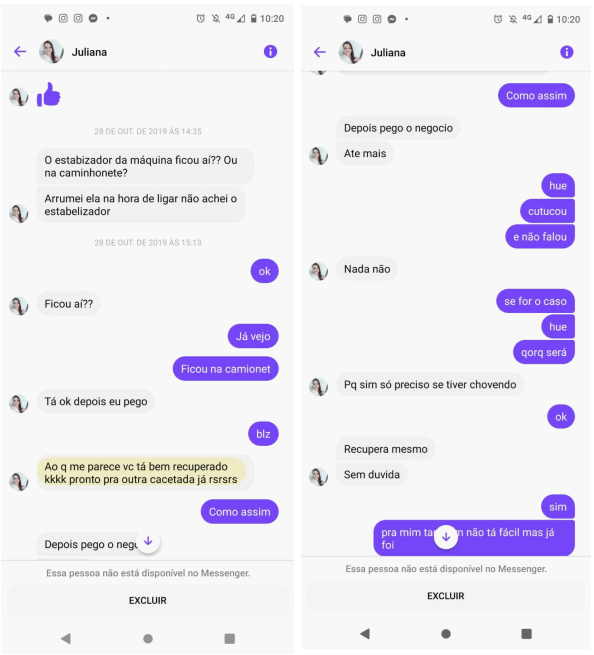 4G 10:20
Juliana
28 DE OUT. DE 2019 ÀS 14:35
O estabizador da máquina ficou aí?? Ou
na caminhonete?
Arrumei ela na hora de ligar não achei o
estabelizador
28 DE OUT. DE 2019 ÀS 15:13
ok
Ficou aí??
Já vejo
Ficou na camionet
Tá ok depois eu pego
blz
Ao q me parece vc tá bem recuperado
kkkk pronto pra outra cacetada já rsrsrs
Como assim
Depois pego o neg
Essa pessoa não está disponível no Messenger.
EXCLUIR
4G 10:20
Juliana
Como assim
Depois pego o negocio
Ate mais
hue
cutucou
e não falou
Nada não
se for o caso
hue
qorq será
Pq sim só preciso se tiver chovendo
ok
Recupera mesmo
Sem duvida
sim
pra mim não tá fácil mas já
foi
Essa pessoa não está disponível no Messenger.
EXCLUIR